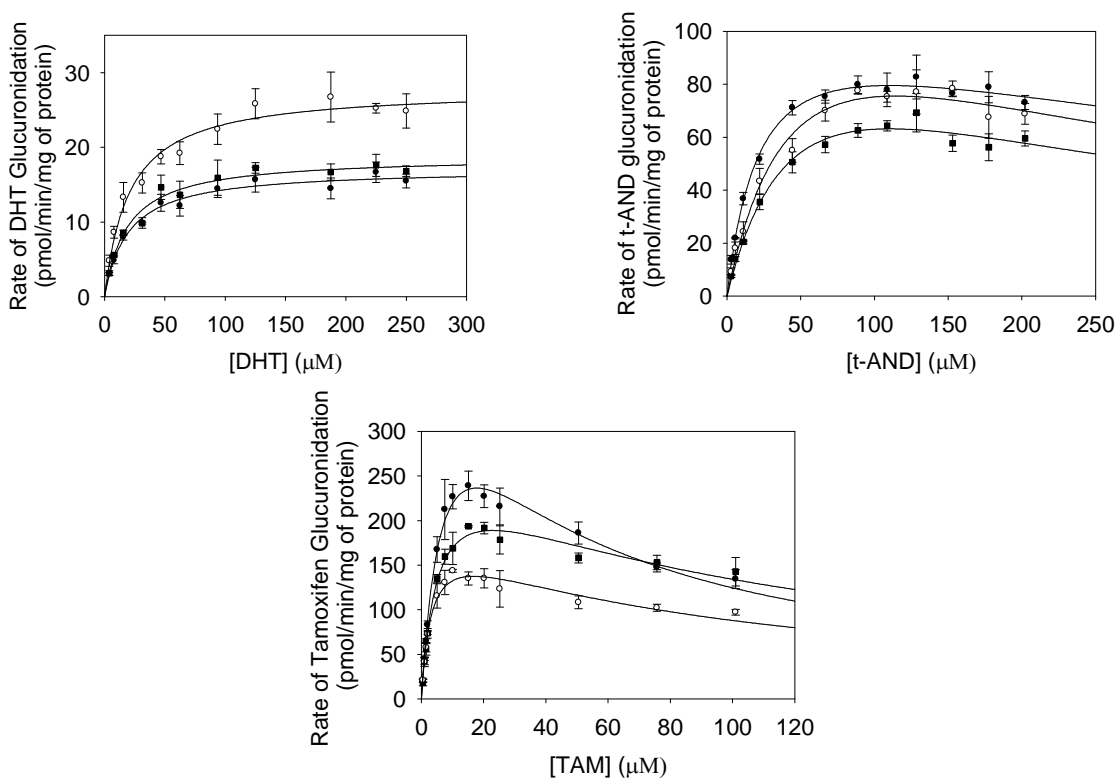 Rate of DHT Glucuronidation
(pmol/min/mg of protein)
30
20
10
0
0 50 100 150 200 250 300
[DHT] (μM)
Rate of t-AND glucuronidation
(pmol/min/mg of protein)
100
80
60
40
20
0
0 50 100 150 200 250
[t-AND] (μM)
Rate of Tamoxifen Glucuronidation
(pmol/min/mg of protein)
300
250
200
150
100
50
0
0 20 40 60 80 100 120
[TAM] (μM)